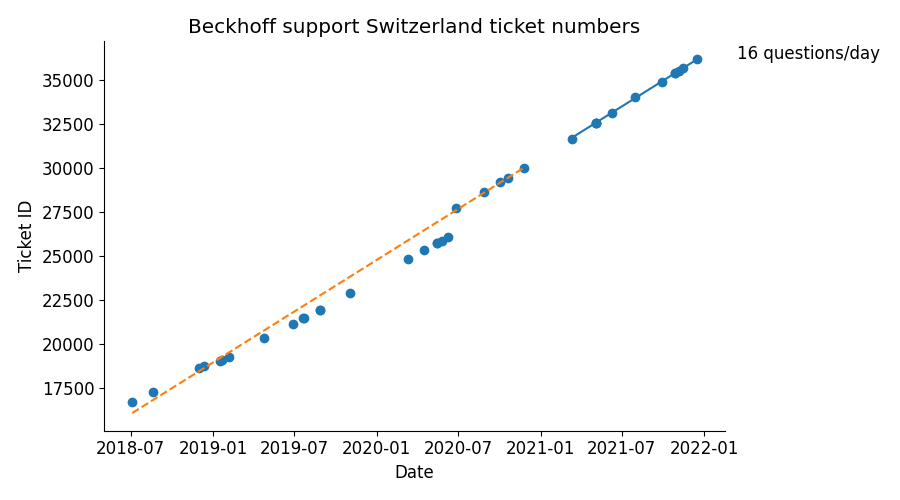 Beckhoff support Switzerland ticket numbers
16 questions/day
35000
32500
30000
27500
25000
22500
20000
17500
Ticket ID
2018-07 2019-01 2019-07 2020-01 2020-07 2021-01 2021-07 2022-01
Date